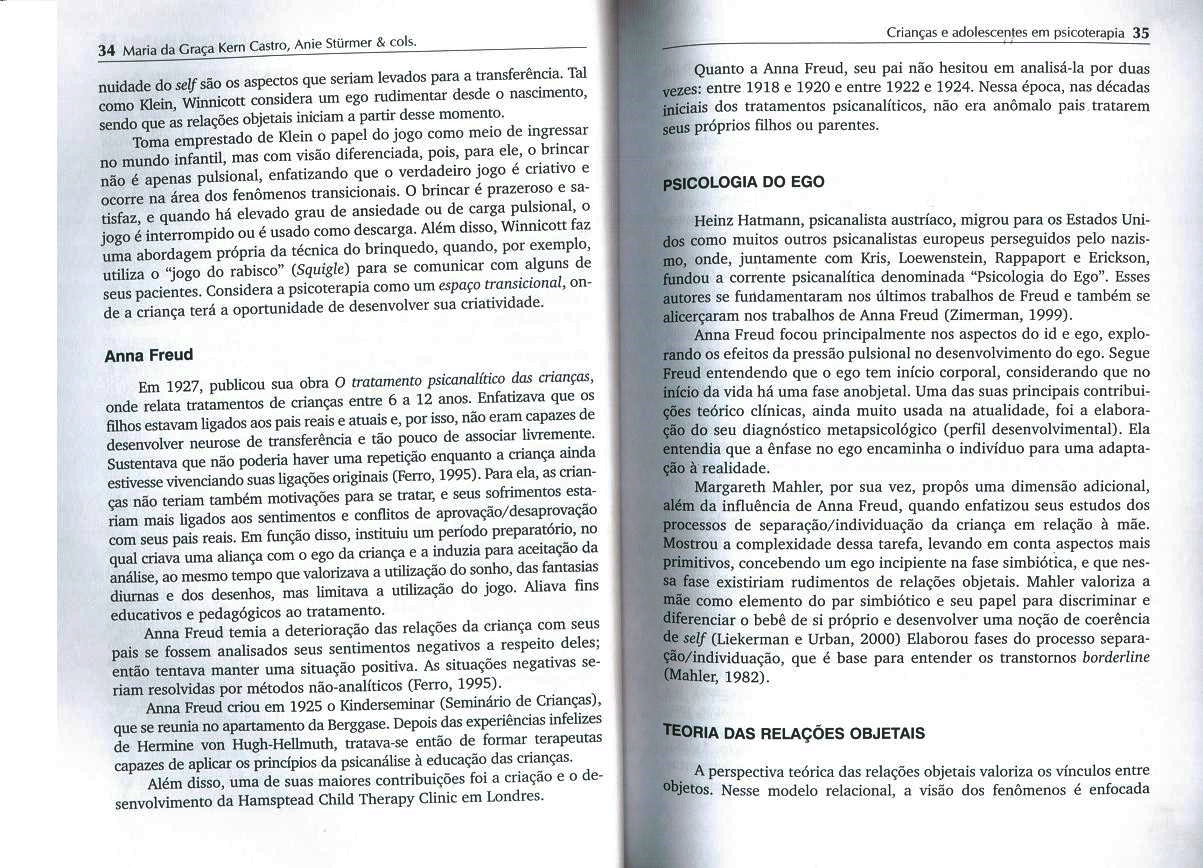 34 Maria da Graça Kern Castro, Anie Stürmer & cols.
nuidade do self são os aspectos que seriam levados para a transferência. Tal
como Klein, Winnicott considera um ego rudimentar desde o nascimento,
sendo que as relações objetais iniciam a partir desse momento.
Toma emprestado de Klein o papel do jogo como meio de ingressar
no mundo infantil, mas com visão diferenciada, pois, para ele, o brincar
não é apenas pulsional, enfatizando que o verdadeiro jogo é criativo e
ocorre na área dos fenômenos transicionais. O brincar é prazeroso e sa-
tisfaz, e quando há elevado grau de ansiedade ou de carga pulsional, o
jogo é interrompido ou é usado como descarga. Além disso, Winnicott faz
uma abordagem própria da técnica do brinquedo, quando, por exemplo,
utiliza o “jogo do rabisco” (Squigle) para se comunicar com alguns de
seus pacientes. Considera a psicoterapia como um espaço transicional, on-
de a criança terá a oportunidade de desenvolver sua criatividade.
Anna Freud
Em 1927, publicou sua obra O tratamento psicanalítico das crianças,
onde relata tratamentos de crianças entre 6 a 12 anos. Enfatizava que os
filhos estavam ligados aos pais reais e atuais e, por isso, não eram capazes de
desenvolver neurose de transferência e tão pouco de associar livremente.
Sustentava que não poderia haver uma repetição enquanto a criança ainda
estivesse vivenciando suas ligações originais (Ferro, 1995). Para ela, as crian-
ças não teriam também motivações para se tratar, e seus sofrimentos esta-
riam mais ligados aos sentimentos e conflitos de aprovação/desaprovação
com seus pais reais. Em função disso, instituiu um período preparatório, no
qual criava uma aliança com o ego da criança e a induzia para aceitação da
análise, ao mesmo tempo que valorizava a utilização do sonho, das fantasias
diurnas e dos desenhos, mas limitava a utilização do jogo. Aliava fins
educativos e pedagógicos ao tratamento.
Anna Freud temia a deterioração das relações da criança com seus
pais se fossem analisados seus sentimentos negativos a respeito deles;
então tentava manter uma situação positiva. As situações negativas se-
riam resolvidas por métodos não-analíticos (Ferro, 1995).
Anna Freud criou em 1925 o Kinderseminar (Seminário de Crianças),
que se reunia no apartamento da Berggase. Depois das experiências infelizes
de Hermine von Hugh-Hellmuth, tratava-se então de formar terapeutas
capazes de aplicar os princípios da psicanálise à educação das crianças.
Além disso, uma de suas maiores contribuições foi a criação e o de-
senvolvimento da Hamsptead Child Therapy Clinic em Londres.
Crianças e adolescentes em psicoterapia 35
Quanto a Anna Freud, seu pai não hesitou em analisá-la por duas
vezes: entre 1918 e 1920 e entre 1922 e 1924. Nessa época, nas décadas
iniciais dos tratamentos psicanalíticos, não era anômalo pais tratarem
seus próprios filhos ou parentes.
PSICOLOGIA DO EGO
Heinz Hatmann, psicanalista austríaco, migrou para os Estados Uni-
dos como muitos outros psicanalistas europeus perseguidos pelo nazis-
mo, onde, juntamente com Kris, Loewenstein, Rappaport e Erickson,
fundou a corrente psicanalítica denominada “Psicologia do Ego”. Esses
autores se fundamentaram nos últimos trabalhos de Freud e também se
alicerçaram nos trabalhos de Anna Freud (Zimerman, 1999).
Anna Freud focou principalmente nos aspectos do id e ego, explo-
rando os efeitos da pressão pulsional no desenvolvimento do ego. Segue
Freud entendendo que o ego tem início corporal, considerando que no
início da vida há uma fase anobjetal. Uma das suas principais contribui-
ções teórico clínicas, ainda muito usada na atualidade, foi a elabora-
ção do seu diagnóstico metapsicológico (perfil desenvolvimental). Ela
entendia que a ênfase no ego encaminha o indivíduo para uma adapta-
ção à realidade.
Margareth Mahler, por sua vez, propôs uma dimensão adicional,
além da influência de Anna Freud, quando enfatizou seus estudos dos
processos de separação/individuação da criança em relação à mãe.
Mostrou a complexidade dessa tarefa, levando em conta aspectos mais
primitivos, concebendo um ego incipiente na fase simbiótica, e que nes-
sa fase existiriam rudimentos de relações objetais. Mahler valoriza a
mãe como elemento do par simbiótico e seu papel para discriminar e
diferenciar o bebê de si próprio e desenvolver uma noção de coerência
de self (Liekerman e Urban, 2000) Elaborou fases do processo separa-
ção/individuação, que é base para entender os transtornos borderline
(Mahler, 1982).
TEORIA DAS RELAÇÕES OBJETAIS
A perspectiva teórica das relações objetais valoriza os vínculos entre
objetos. Nesse modelo relacional, a visão dos fenômenos é enfocada